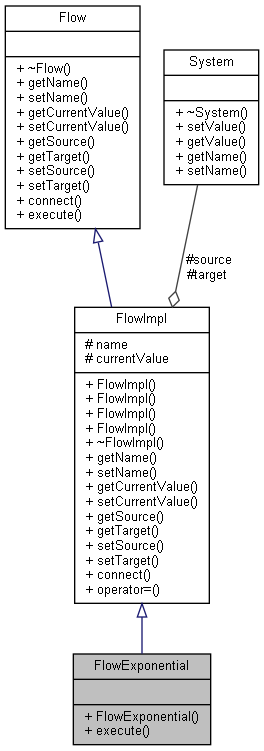 Flow
+ ~Flow()
+ getName()
+ setName()
+ getCurrentValue()
+ setCurrentValue()
+ getSource()
+ getTarget()
+ setSource()
+ setTarget()
+ connect()
+ execute()
System
+ ~System()
+ setValue()
+ getValue()
+ getName()
+ setName()
#source
#target
FlowImpl
# name
# currentValue
+ FlowImpl()
+ FlowImpl()
+ FlowImpl()
+ FlowImpl()
+ ~FlowImpl()
+ getName()
+ setName()
+ getCurrentValue()
+ setCurrentValue()
+ getSource()
+ getTarget()
+ setSource()
+ setTarget()
+ connect()
+ operator=()
FlowExponential
+ FlowExponential()
+ execute()